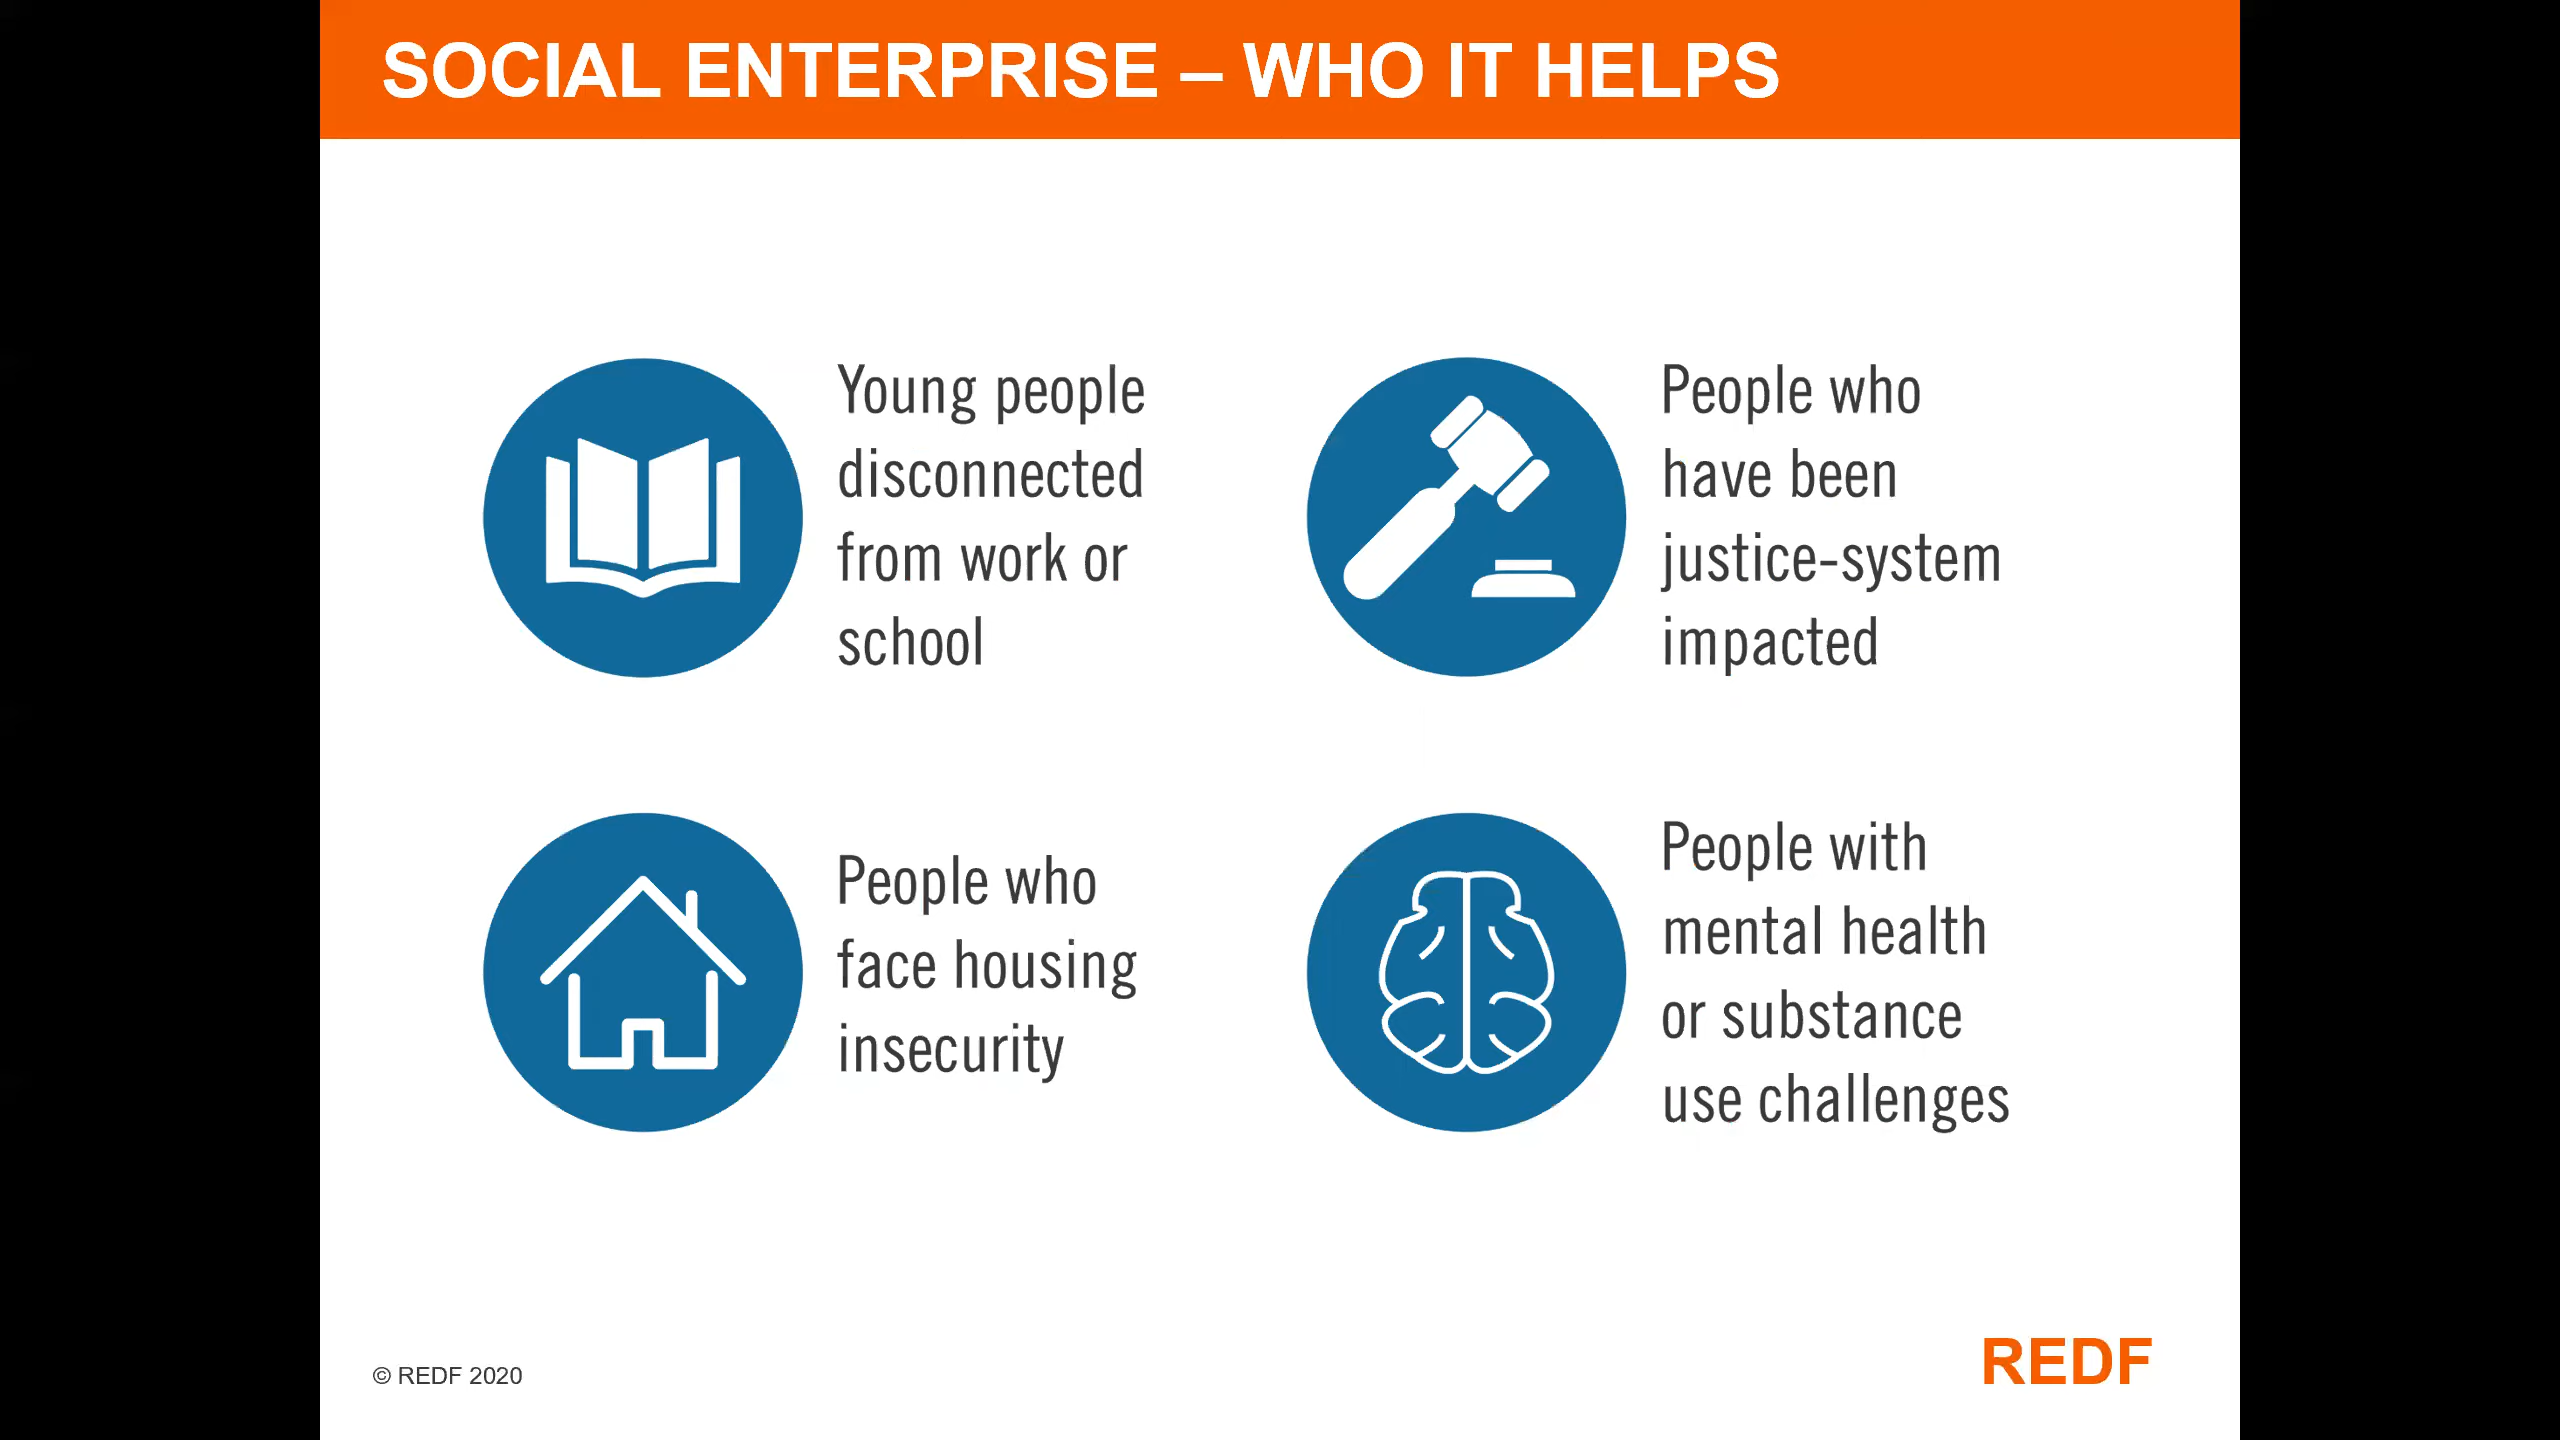 SOCIAL ENTERPRISE – WHO IT HELPS
Young people
disconnected
from work or
school
People who
have been
justice-system
impacted
People who
face housing
insecurity
People with
mental health
or substance
use challenges
© REDF 2020
REDF